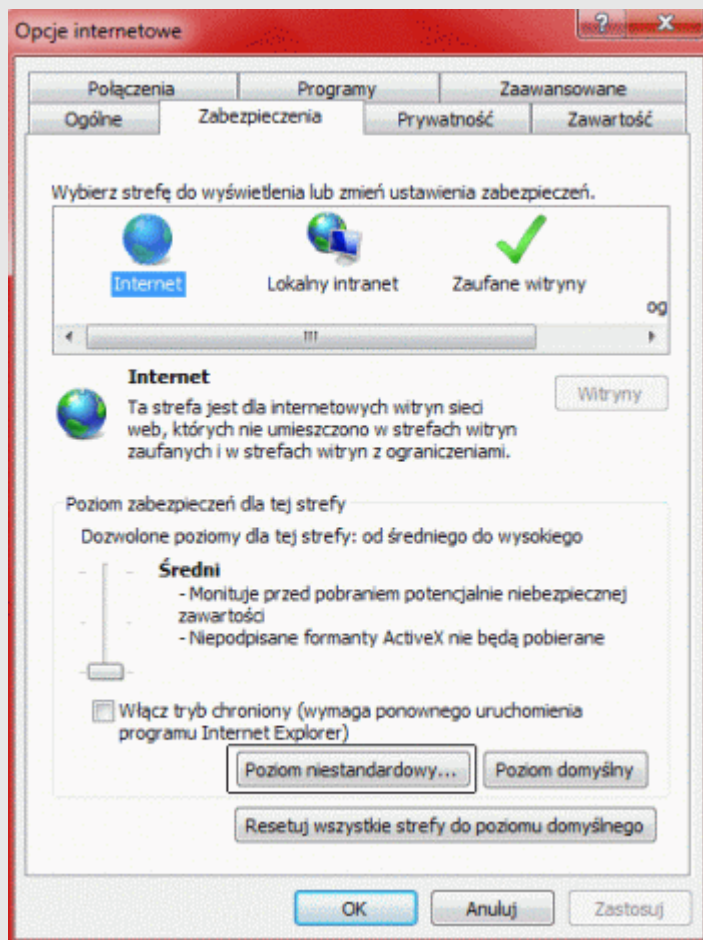 Opcje internetowe
Połączenia Programy Zaawansowane
Ogólne Zabezpieczenia Prywatność Zawartość
Wybierz strefę do wyświetlenia lub zmień ustawienia zabezpieczeń.
Internet Lokalny intranet Zaufane witryny
og
Internet
Witryny
Ta strefa jest dla internetowych witryn sieci
web, których nie umieszczono w strefach witryn
zaufanych i w strefach witryn z ograniczeniami.
Poziom zabezpieczeń dla tej strefy
Dozwolone poziomy dla tej strefy: od średniego do wysokiego
Średni
- Monituje przed pobraniem potencjalnie niebezpiecznej
zawartości
- Niepodpisane formanty ActiveX nie będą pobierane
Włącz tryb chroniony (wymaga ponownego uruchomienia
programu Internet Explorer)
Poziom niestandardowy... Poziom domyślny
Resetuj wszystkie strefy do poziomu domyślnego
OK Anuluj Zastosuj